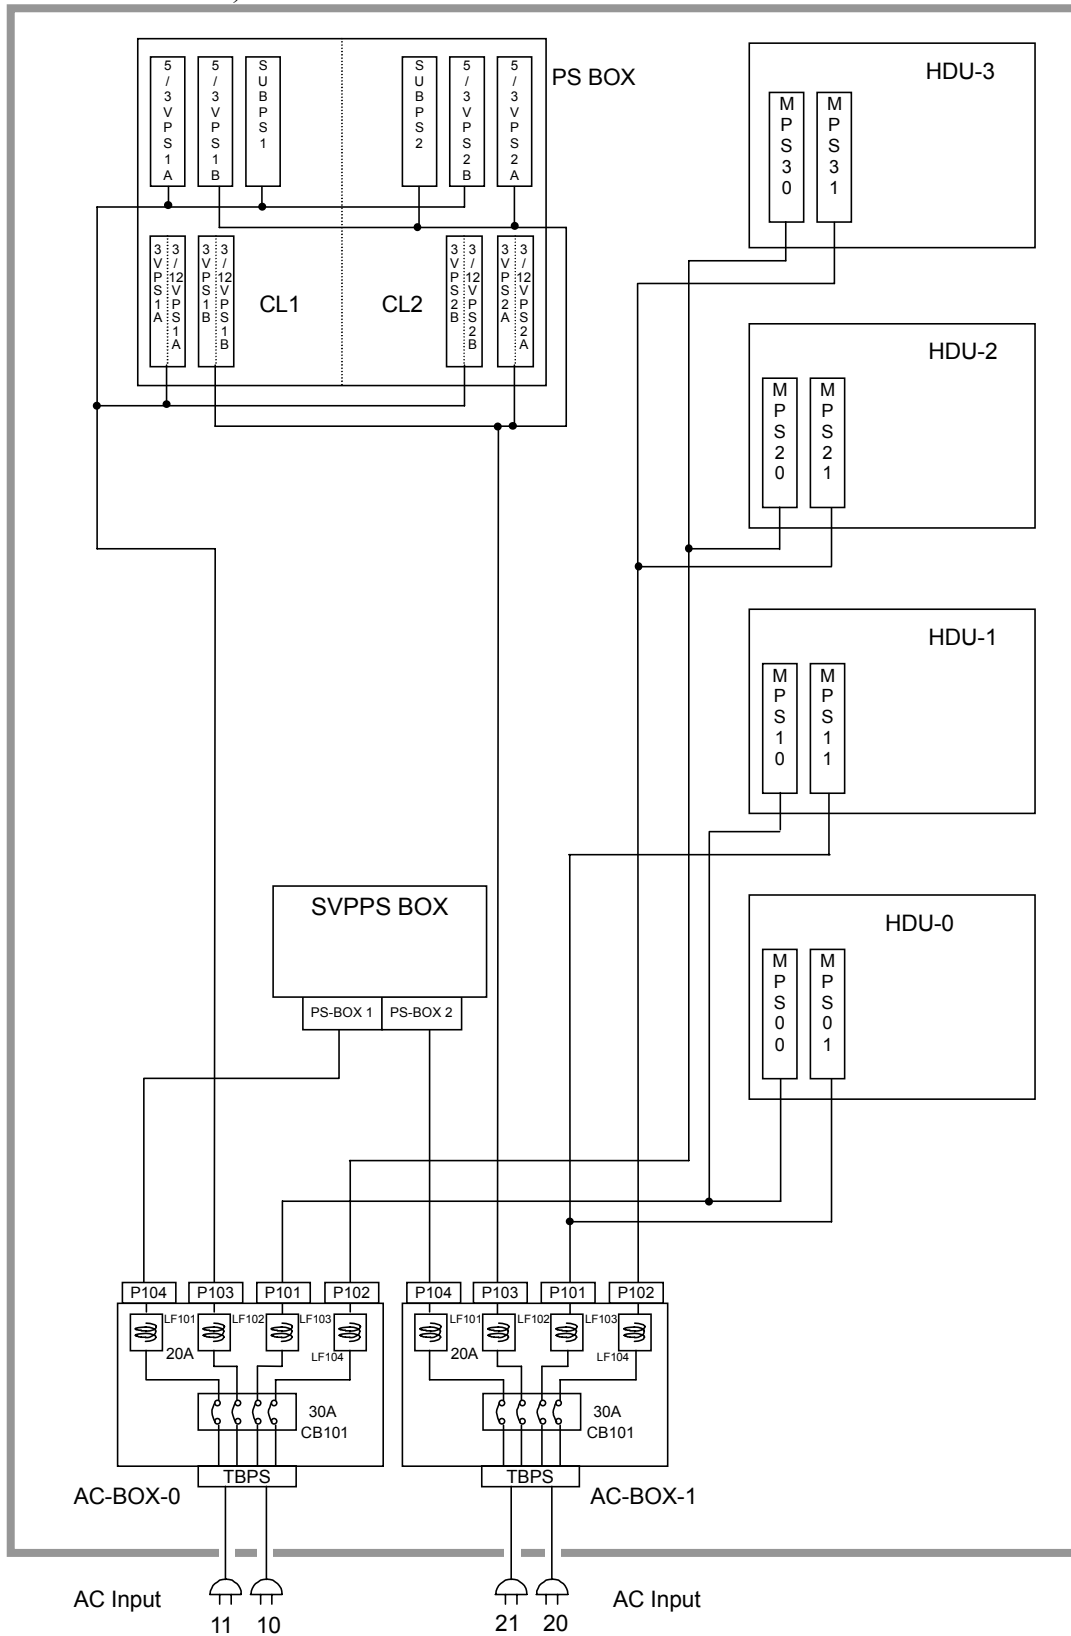 5/3VPS1A
5/3VPS1B
SUBPS1
SUBPS2
5/3VPS2B
5/3VPS2A
PS BOX
3VPS1A
3/12VPS1A
3VPS1B
3/12VPS1B
CL1
CL2
3VPS2B
3/12VPS2B
3VPS2A
3/12VPS2A
HDU-3
MPS30
MPS31
HDU-2
MPS20
MPS21
HDU-1
MPS10
MPS11
HDU-0
MPS00
MPS01
SVPPS BOX
PS-BOX 1
PS-BOX 2
P104
P103
P101
P102
LF101
LF102
LF103
20A
LF104
30A
CB101
TBPS
AC-BOX-0
P104
P103
P101
P102
LF101
LF102
LF103
20A
LF104
30A
CB101
TBPS
AC-BOX-1
AC Input
11
10
21
20
AC Input